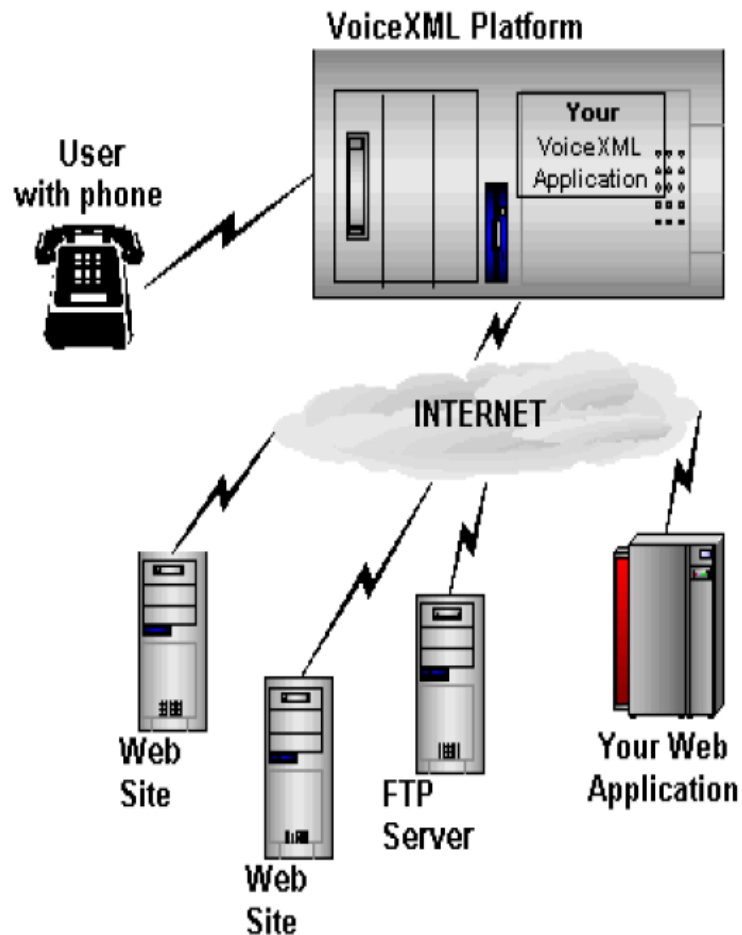 VoiceXML Platform
Your
VoiceXML
Application
User
with phone
INTERNET
Web
Site
Web
Site
FTP
Server
Your Web
Application